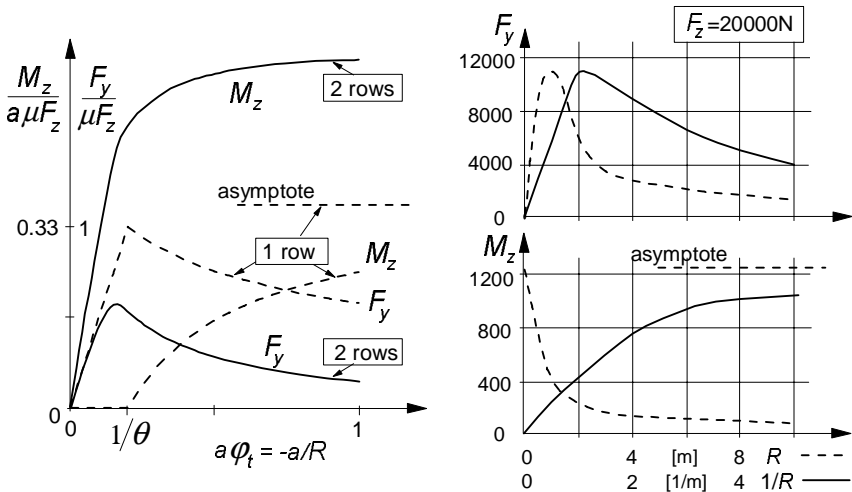 M_z
aμF_z
F_y
μF_z
M_z
2 rows
asymptote
0.33
1
1 row
M_z
F_y
F_y
2 rows
0
0
1/θ
1
aφ_t = -a/R
F_y
F_z=20000N
12000
8000
4000
0
M_z
asymptote
1200
800
400
0
0 4 [m] 8 R
0 2 [1/m] 4 1/R